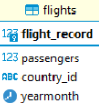 flights
123 flight_record
123 passengers
ABC country_id
yearmonth